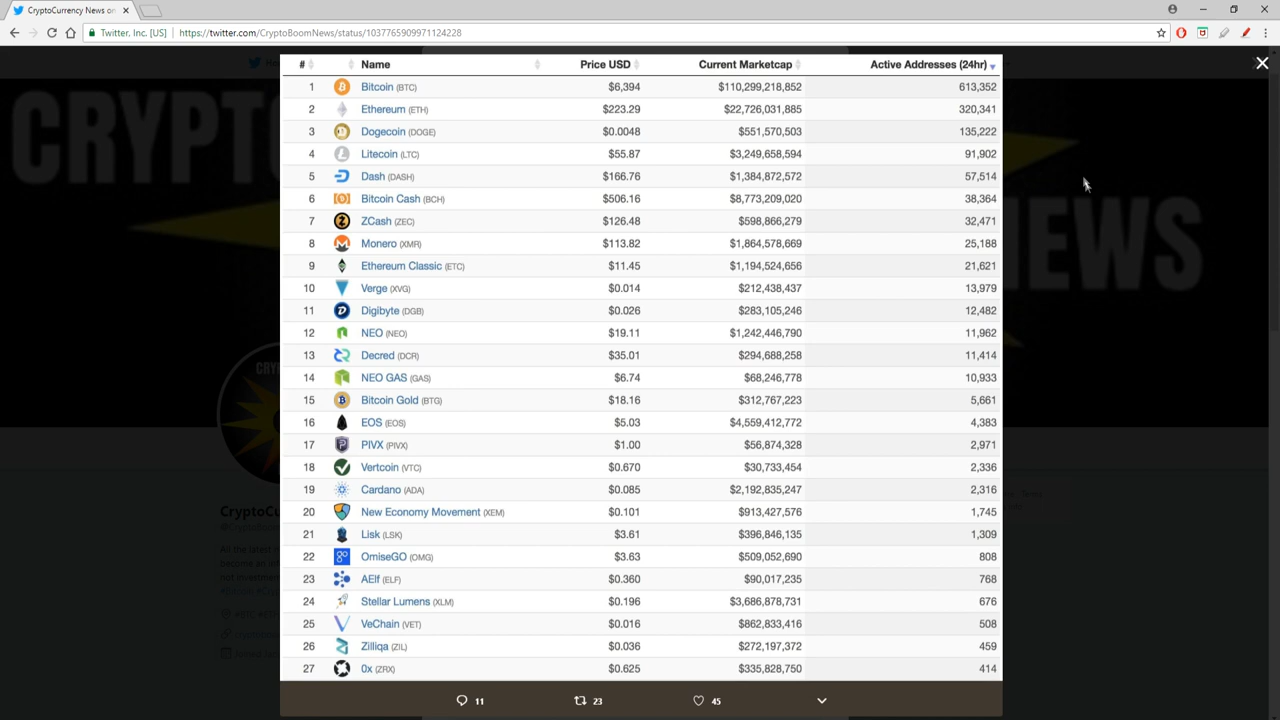 CryptoCurrency News on
Twitter, Inc. [US] https://twitter.com/CryptoBoomNews/status/1037765909971124228
# Name Price USD Current Marketcap Active Addresses (24hr)
1 Bitcoin (BTC) $6,394 $110,299,218,852 613,352
2 Ethereum (ETH) $223.29 $22,726,031,885 320,341
3 Dogecoin (DOGE) $0.0048 $551,570,503 135,222
4 Litecoin (LTC) $55.87 $3,249,658,594 91,902
5 Dash (DASH) $166.76 $1,384,872,572 57,514
6 Bitcoin Cash (BCH) $506.16 $8,773,209,020 38,364
7 ZCash (ZEC) $126.48 $598,866,279 32,471
8 Monero (XMR) $113.82 $1,864,578,669 25,188
9 Ethereum Classic (ETC) $11.45 $1,194,524,656 21,621
10 Verge (XVG) $0.014 $212,438,437 13,979
11 Digibyte (DGB) $0.026 $283,105,246 12,482
12 NEO (NEO) $19.11 $1,242,446,790 11,962
13 Decred (DCR) $35.01 $294,688,258 11,414
14 NEO GAS (GAS) $6.74 $68,246,778 10,933
15 Bitcoin Gold (BTG) $18.16 $312,767,223 5,661
16 EOS (EOS) $5.03 $4,559,412,772 4,383
17 PIVX (PIVX) $1.00 $56,874,328 2,971
18 Vertcoin (VTC) $0.670 $30,733,454 2,336
19 Cardano (ADA) $0.085 $2,192,835,247 2,316
20 New Economy Movement (XEM) $0.101 $913,427,576 1,745
21 Lisk (LSK) $3.61 $396,846,135 1,309
22 OmiseGO (OMG) $3.63 $509,052,690 808
23 AElf (ELF) $0.360 $90,017,235 768
24 Stellar Lumens (XLM) $0.196 $3,686,878,731 676
25 VeChain (VET) $0.016 $862,833,416 508
26 Zilliqa (ZIL) $0.036 $272,197,372 459
27 0x (ZRX) $0.625 $335,828,750 414
11 23 45
CRYPT
NEWS
CRY
CryptoCu